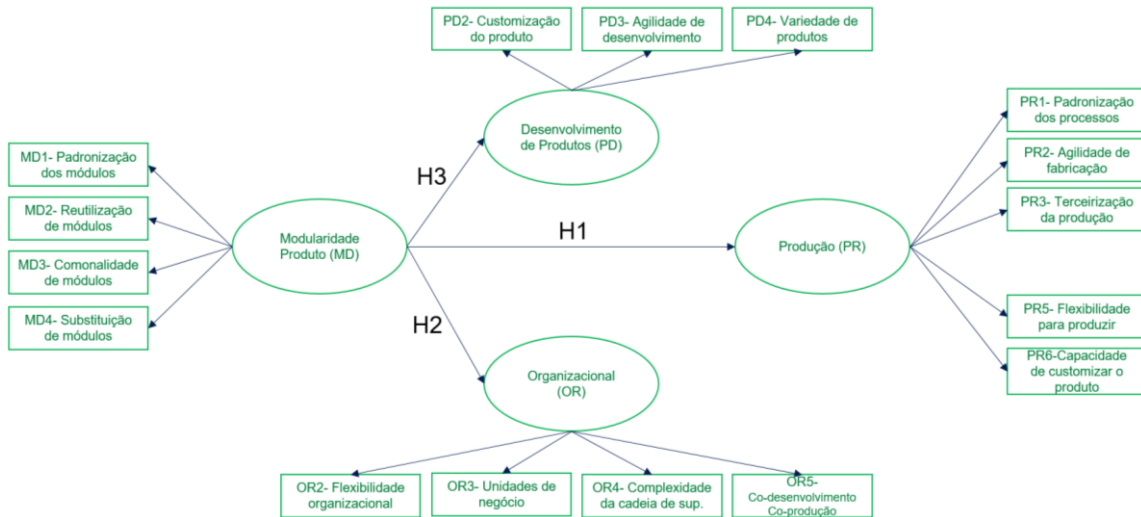 PD2- Customização
do produto
PD3- Agilidade de
desenvolvimento
PD4- Variedade de
produtos
Desenvolvimento
de Produtos (PD)
PR1- Padronização
dos processos
PR2- Agilidade de
fabricação
PR3- Terceirização
da produção
MD1- Padronização
dos módulos
MD2- Reutilização
de módulos
MD3- Comonalidade
de módulos
MD4- Substituição
de módulos
H3
Modularidade
Produto (MD)
H1
Produção (PR)
H2
PR5- Flexibilidade
para produzir
PR6-Capacidade
de customizar o
produto
Organizacional
(OR)
OR2- Flexibilidade
organizacional
OR3- Unidades de
negócio
OR4- Complexidade
da cadeia de sup.
OR5-
Co-desenvolvimento
Co-produção